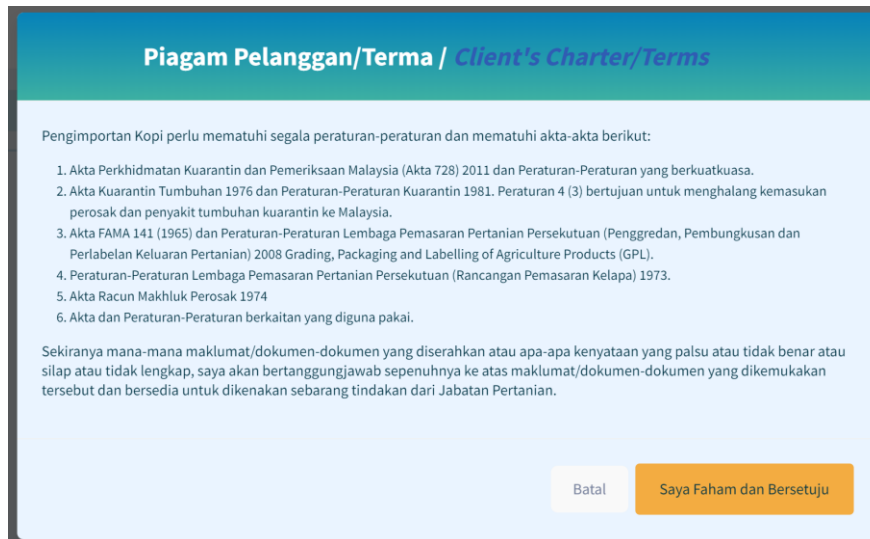 Piagam Pelanggan/Terma / Client's Charter/Terms
Pengimportan Kopi perlu mematuhi segala peraturan-peraturan dan mematuhi akta-akta berikut:
1. Akta Perkhidmatan Kuarantin dan Pemeriksaan Malaysia (Akta 728) 2011 dan Peraturan-Peraturan yang berkuatkuasa.
2. Akta Kuarantin Tumbuhan 1976 dan Peraturan-Peraturan Kuarantin 1981. Peraturan 4 (3) bertujuan untuk menghalang kemasukan
perosak dan penyakit tumbuhan kuarantin ke Malaysia.
3. Akta FAMA 141 (1965) dan Peraturan-Peraturan Lembaga Pemasaran Pertanian Persekutuan (Penggredan, Pembungkusan dan
Perlabelan Keluaran Pertanian) 2008 Grading, Packaging and Labelling of Agriculture Products (GPL).
4. Peraturan-Peraturan Lembaga Pemasaran Pertanian Persekutuan (Rancangan Pemasaran Kelapa) 1973.
5. Akta Racun Makhluk Perosak 1974
6. Akta dan Peraturan-Peraturan berkaitan yang diguna pakai.
Sekiranya mana-mana maklumat/dokumen-dokumen yang diserahkan atau apa-apa kenyataan yang palsu atau tidak benar atau
silap atau tidak lengkap, saya akan bertanggungjawab sepenuhnya ke atas maklumat/dokumen-dokumen yang dikemukakan
tersebut dan bersedia untuk dikenakan sebarang tindakan dari Jabatan Pertanian.
Batal
Saya Faham dan Bersetuju